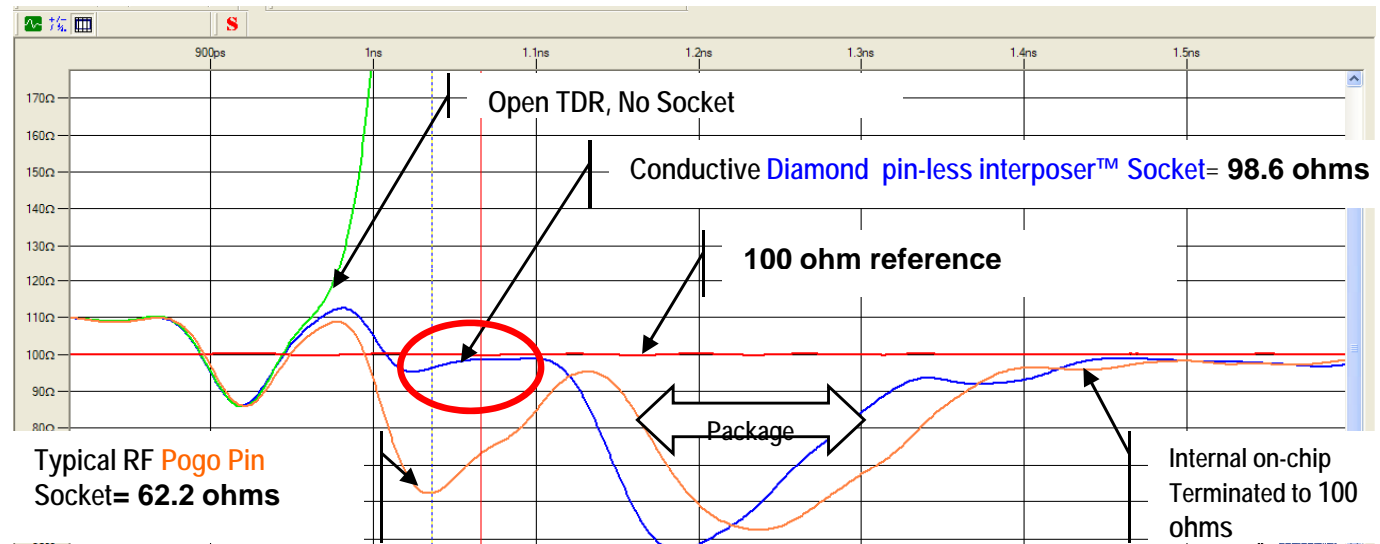 S
900ps 1ns 1.1ns 1.2ns 1.3ns 1.4ns 1.5ns
170Ω
160Ω
150Ω
140Ω
130Ω
120Ω
110Ω
100Ω
90Ω
80Ω
Open TDR, No Socket
Conductive Diamond pin-less interposer™ Socket= 98.6 ohms
100 ohm reference
Package
Typical RF Pogo Pin
Socket= 62.2 ohms
Internal on-chip
Terminated to 100
ohms